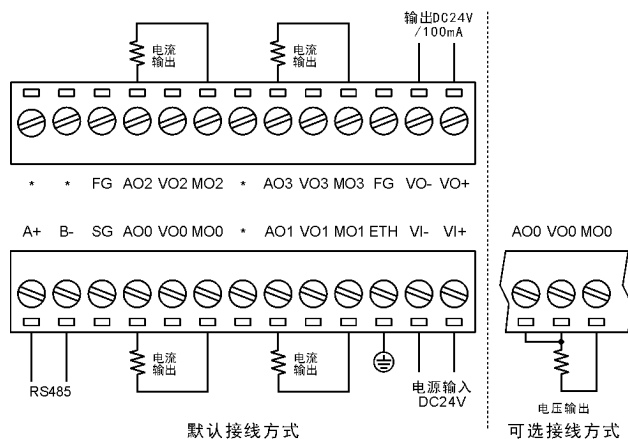 输出DC24V
/100mA
电流
输出
电流
输出
* * FG AO2 VO2 MO2 * AO3 VO3 MO3 FG VO- VO+
A+ B- SG AO0 VO0 MO0 * AO1 VO1 MO1 ETH VI- VI+
AO0 VO0 MO0
RS485
电流
输出
电流
输出
电源输入
DC24V
电压输出
默认接线方式
可选接线方式